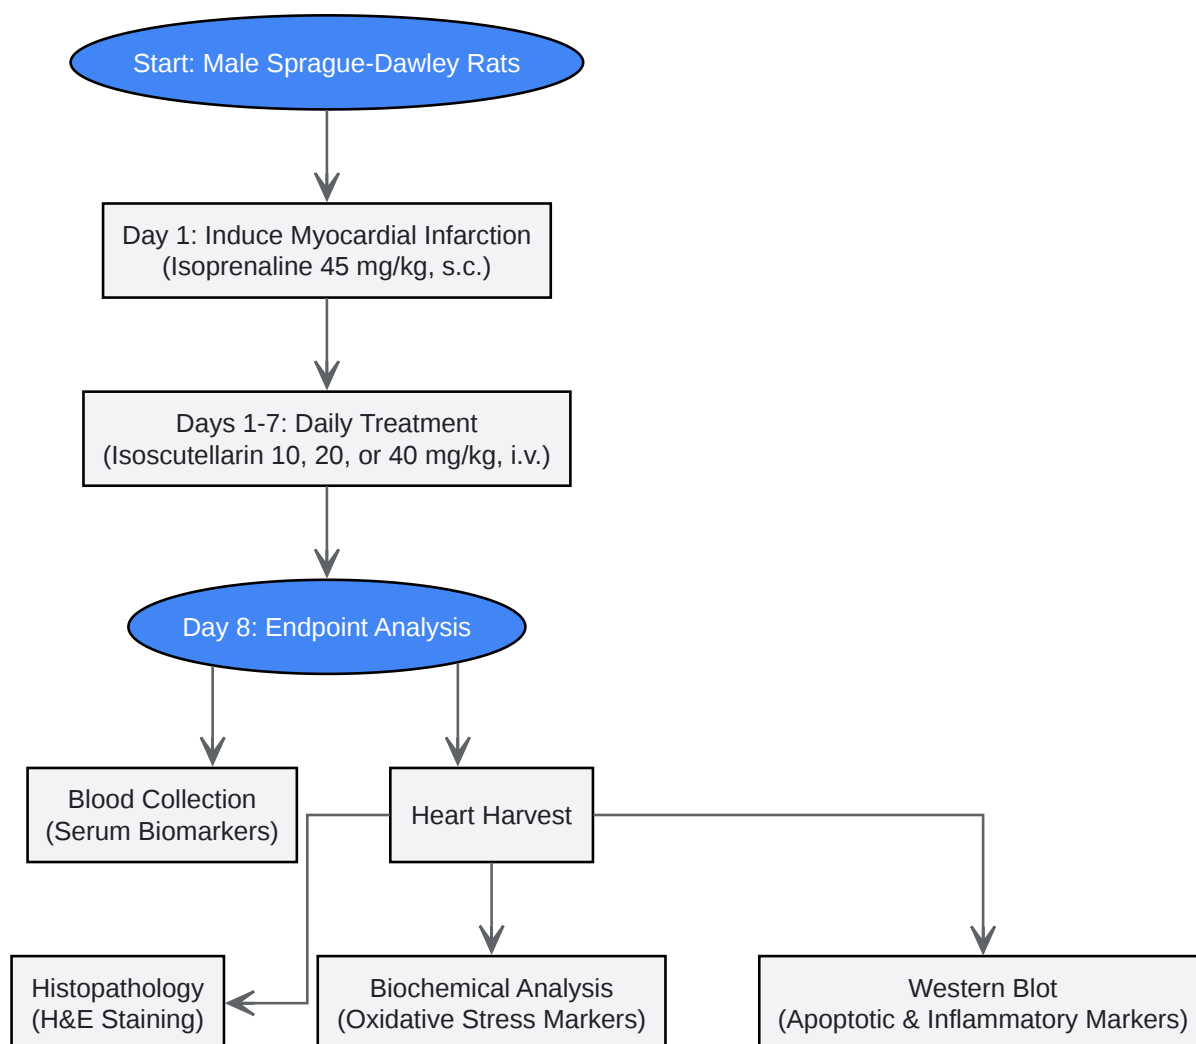 Start: Male Sprague-Dawley Rats
Day 1: Induce Myocardial Infarction
(Isoprenaline 45 mg/kg, s.c.)
Days 1-7: Daily Treatment
(Isoscutellarin 10, 20, or 40 mg/kg, i.v.)
Day 8: Endpoint Analysis
Blood Collection
(Serum Biomarkers)
Heart Harvest
Histopathology
(H&E Staining)
Biochemical Analysis
(Oxidative Stress Markers)
Western Blot
(Apoptotic & Inflammatory Markers)